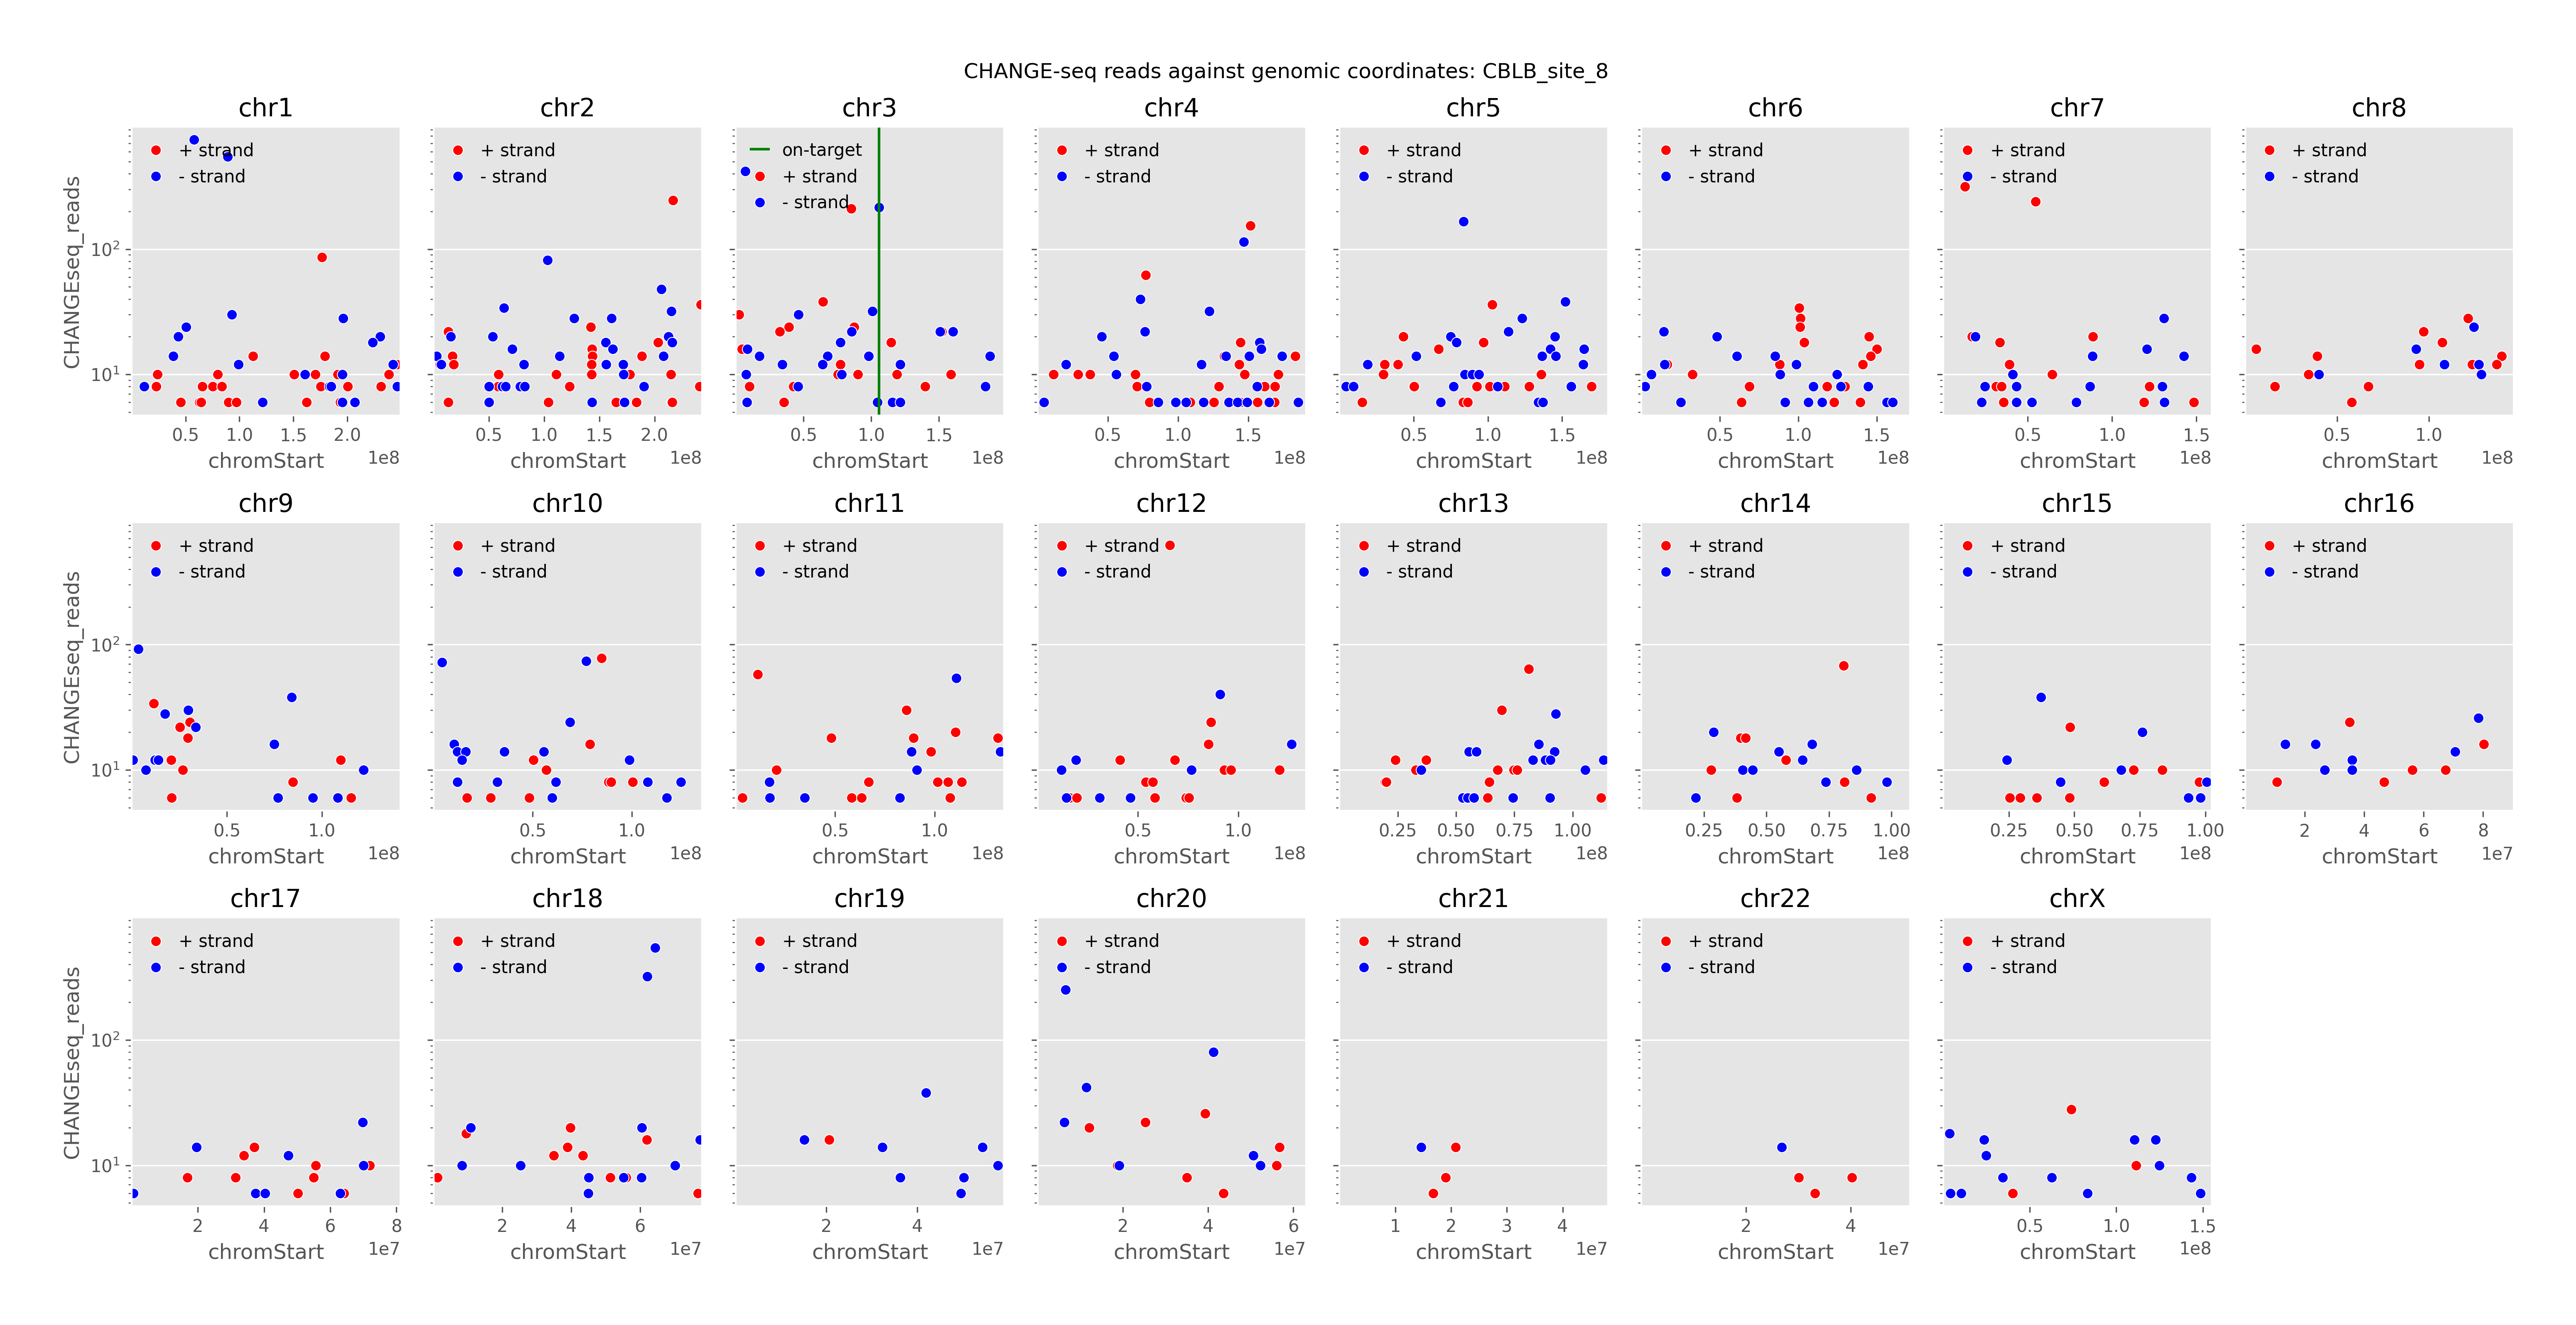 CHANGE-seq reads against genomic coordinates: CBLB_site_8
chr1 chr2 chr3 chr4 chr5 chr6 chr7 chr8
+ strand + strand on-target + strand + strand + strand + strand + strand
- strand - strand + strand - strand - strand - strand - strand - strand
- strand
CHANGEseq_reads
10²
10¹
0.5 1.0 1.5 2.0 0.5 1.0 1.5 2.0 0.5 1.0 1.5 0.5 1.0 1.5 0.5 1.0 1.5 0.5 1.0 1.5 0.5 1.0 1.5 0.5 1.0
chromStart 1e8 chromStart 1e8 chromStart 1e8 chromStart 1e8 chromStart 1e8 chromStart 1e8 chromStart 1e8 chromStart 1e8
chr9 chr10 chr11 chr12 chr13 chr14 chr15 chr16
+ strand + strand + strand + strand + strand + strand + strand + strand
- strand - strand - strand - strand - strand - strand - strand - strand
CHANGEseq_reads
10²
10¹
0.5 1.0 0.5 1.0 0.5 1.0 0.5 1.0 0.25 0.50 0.75 1.00 0.25 0.50 0.75 1.00 0.25 0.50 0.75 1.00 2 4 6 8
chromStart 1e8 chromStart 1e8 chromStart 1e8 chromStart 1e8 chromStart 1e8 chromStart 1e8 chromStart 1e8 chromStart 1e7
chr17 chr18 chr19 chr20 chr21 chr22 chrX
+ strand + strand + strand + strand + strand + strand + strand
- strand - strand - strand - strand - strand - strand - strand
CHANGEseq_reads
10²
10¹
2 4 6 8 2 4 6 2 4 2 4 6 1 2 3 4 2 4 0.5 1.0 1.5
chromStart 1e7 chromStart 1e7 chromStart 1e7 chromStart 1e7 chromStart 1e7 chromStart 1e7 chromStart 1e8